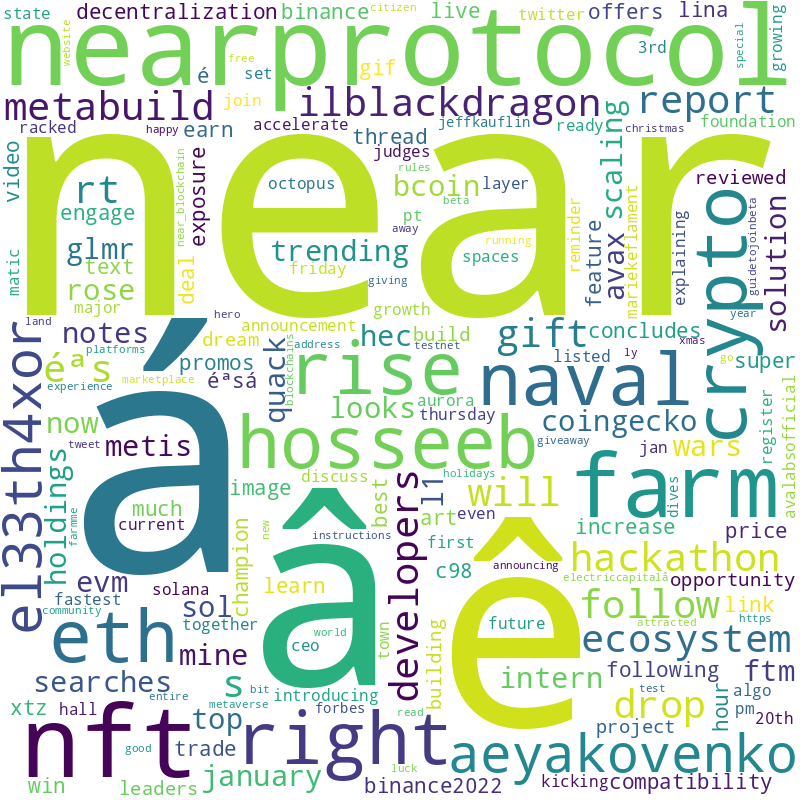 state
decentralization
citizen
binance
live
twitter
offers
lina
website
free
special
growing
nearprotocol
é
set
gif
3rd
metabuild
join
ilblackdragon
report
racked
happy
earn
accelerate
thread
jeffkauflin
ready
christmas
foundation
video
near
judges
rules
rt
engage
near_blockchain
exposure
octopus
bcoin
layer
scaling
reviewed
beta
pt
away
glmr
trending
spaces
running
feature
avax
reminder
mariekeflament
explaining
crypto
guidetojoinbeta
solution
matic
text
rose
major
deal
friday
giving
growth
land
hero
announcement
notes
dream
hec
build
testnet
gift
concludes
year
xmas
el33th4xor
platforms
éªs
promos
quack
address
blockchains
rise
ly
listed
super
go
experience
marketplace
éªsá
á
looks
aurora
naval
now
thursday
coingecko
register
tweet
metis
hosseeb
giveaway
jan
wars
avalabsofficial
holdings
farmme
discuss
holidays
farm
dives
image
best
l1
will
much
current
new
â
instructions
developers
art
even
ê
increase
price
first
announcing
hackathon
evm
solana
champion
learn
c98
electriccapitalâ
opportunity
fastest
sol
community
together
world
town
future
follow
link
attracted
https
eth
mine
ceo
building
ecosystem
searches
s
introducing
intern
following
ftm
entire
bit
test
algo
xtz
hall
metaverse
forbes
read
drop
hour
pm
20th
nft
top
right
project
good
trade
luck
aeyakovenko
win
leaders
january
binance2022
kicking
compatibility